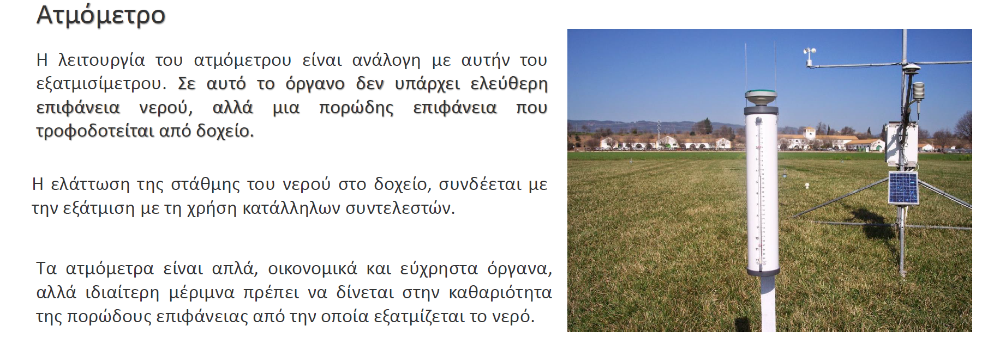 Ατμόμετρο
Η λειτουργία του ατμόμετρου είναι ανάλογη με αυτήν του
εξατμισίμετρου. Σε αυτό το όργανο δεν υπάρχει ελεύθερη
επιφάνεια νερού, αλλά μια πορώδης επιφάνεια που
τροφοδοτείται από δοχείο.
Η ελάττωση της στάθμης του νερού στο δοχείο, συνδέεται με
την εξάτμιση με τη χρήση κατάλληλων συντελεστών.
Τα ατμόμετρα είναι απλά, οικονομικά και εύχρηστα όργανα,
αλλά ιδιαίτερη μέριμνα πρέπει να δίνεται στην καθαριότητα
της πορώδους επιφάνειας από την οποία εξατμίζεται το νερό.